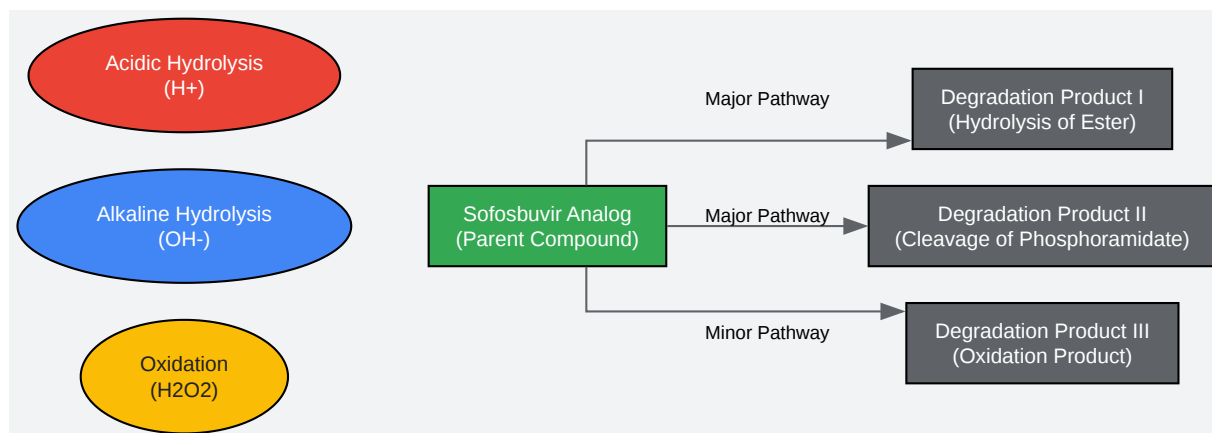 Acidic Hydrolysis
(H+)
Alkaline Hydrolysis
(OH-)
Oxidation
(H2O2)
Sofosbuvir Analog
(Parent Compound)
Major Pathway
Major Pathway
Minor Pathway
Degradation Product I
(Hydrolysis of Ester)
Degradation Product II
(Cleavage of Phosphoramidate)
Degradation Product III
(Oxidation Product)